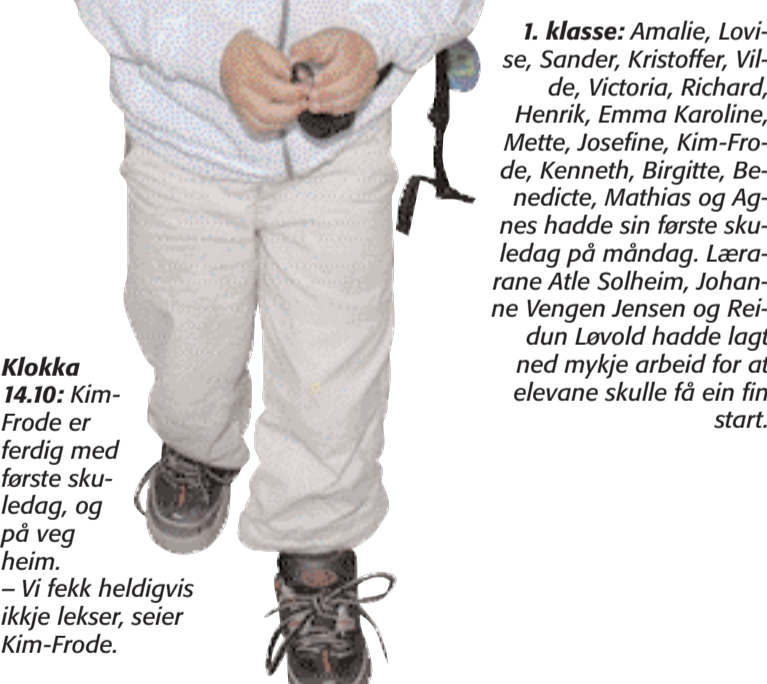 1. klasse: Amalie, Lovi-
se, Sander, Kristoffer, Vil-
de, Victoria, Richard,
Henrik, Emma Karoline,
Mette, Josefine, Kim-Fro-
de, Kenneth, Birgitte, Be-
nedicte, Mathias og Ag-
nes hadde sin første sku-
ledag på måndag. Læra-
rane Atle Solheim, Johan-
ne Vengen Jensen og Rei-
dun Løvold hadde lagt
ned mykje arbeid for at
elevane skulle få ein fin
start.
Klokka
14.10: Kim-
Frode er
ferdig med
første sku-
ledag, og
på veg
heim.
– Vi fekk heldigvis
ikkje lekser, seier
Kim-Frode.